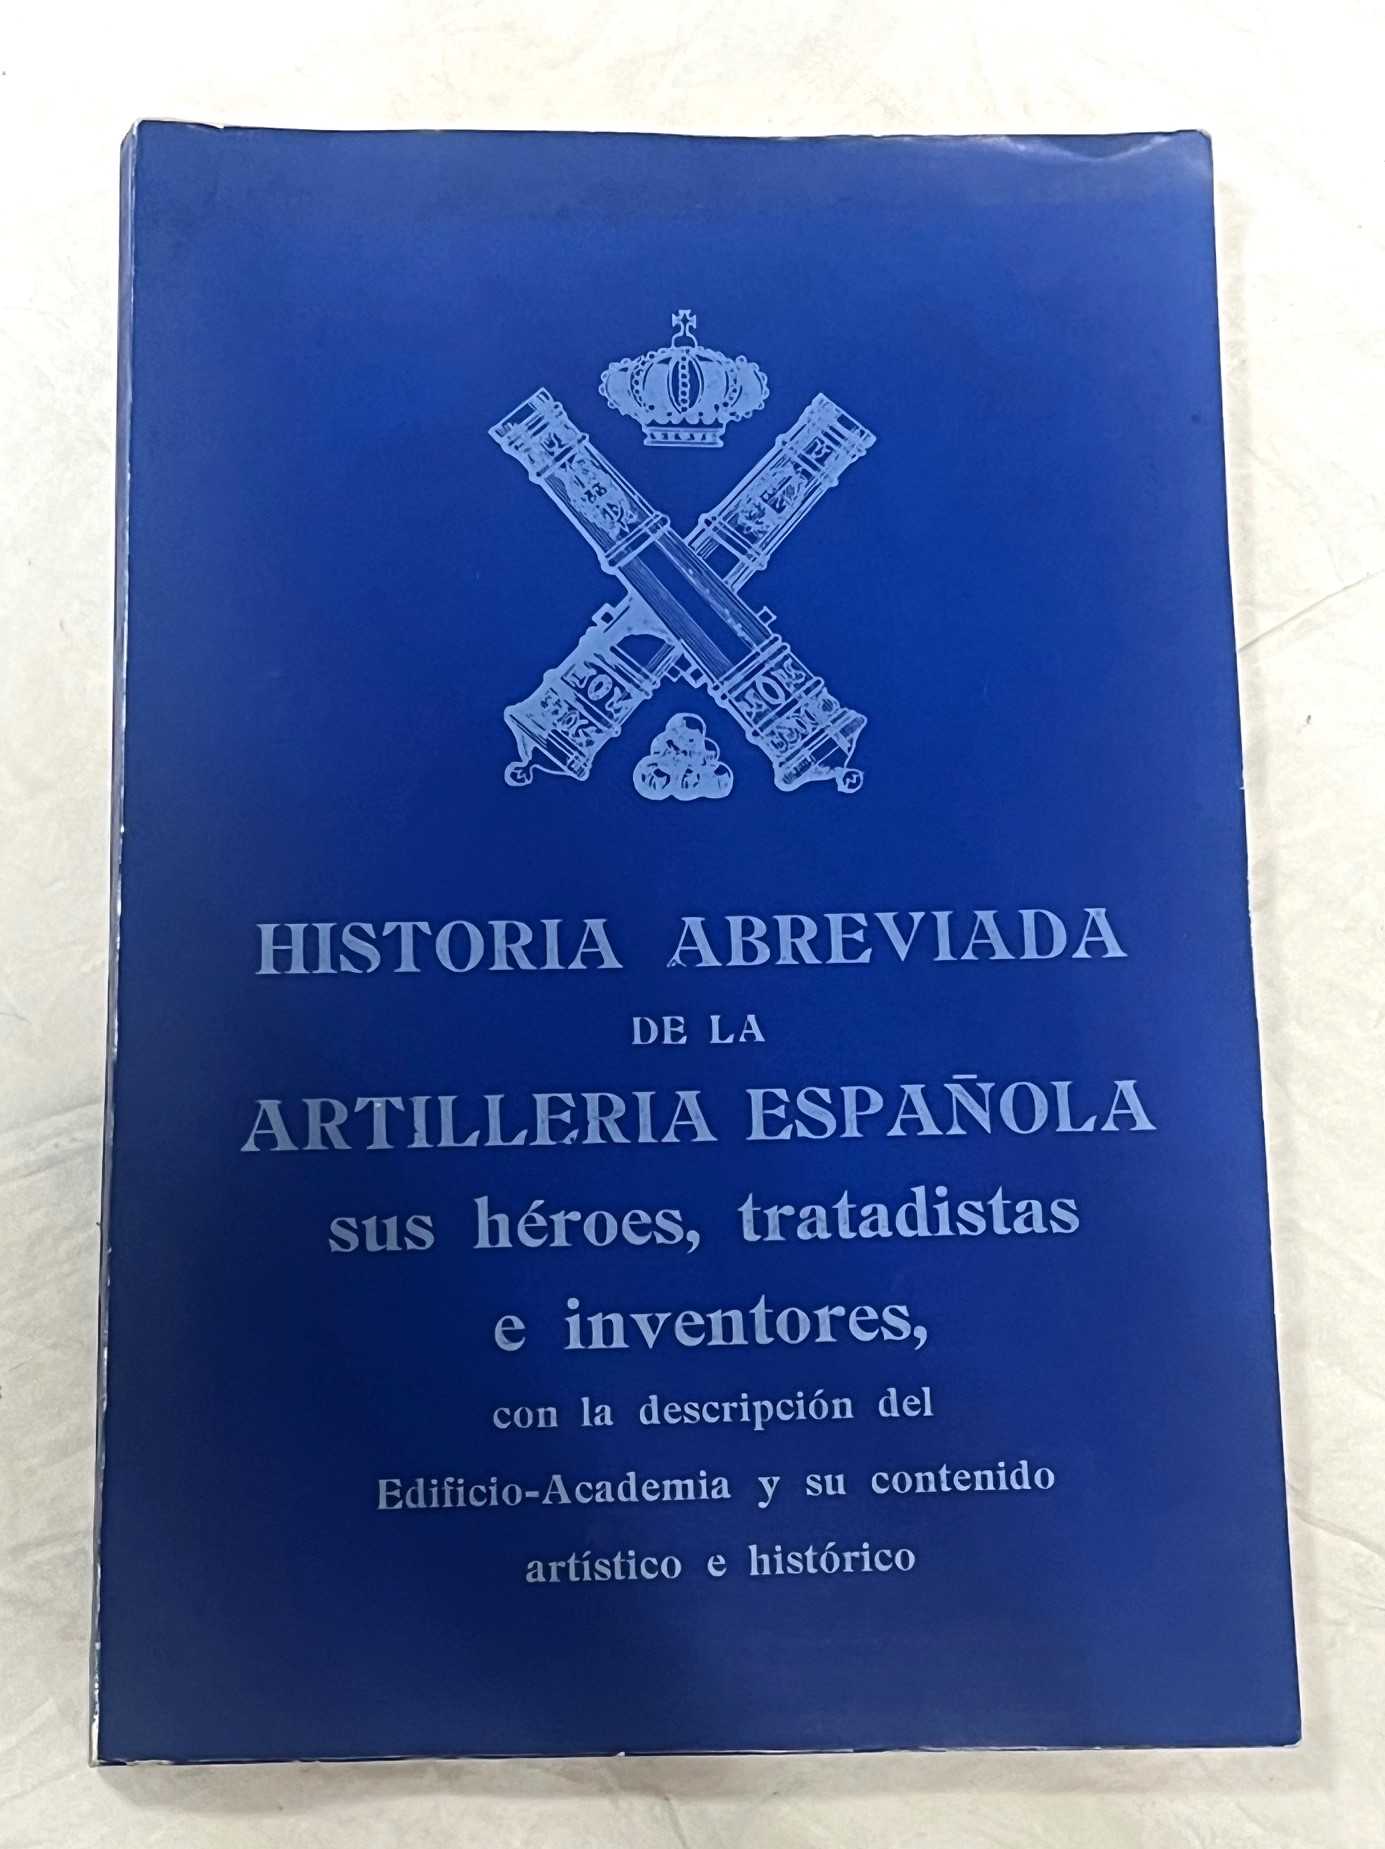 HISTORIA ABREVIADA
DE LA
ARTILLERIA ESPAÑOLA
sus héroes, tratadistas
e inventores,
con la descripción del
Edificio-Academia y su contenido
artístico e histórico